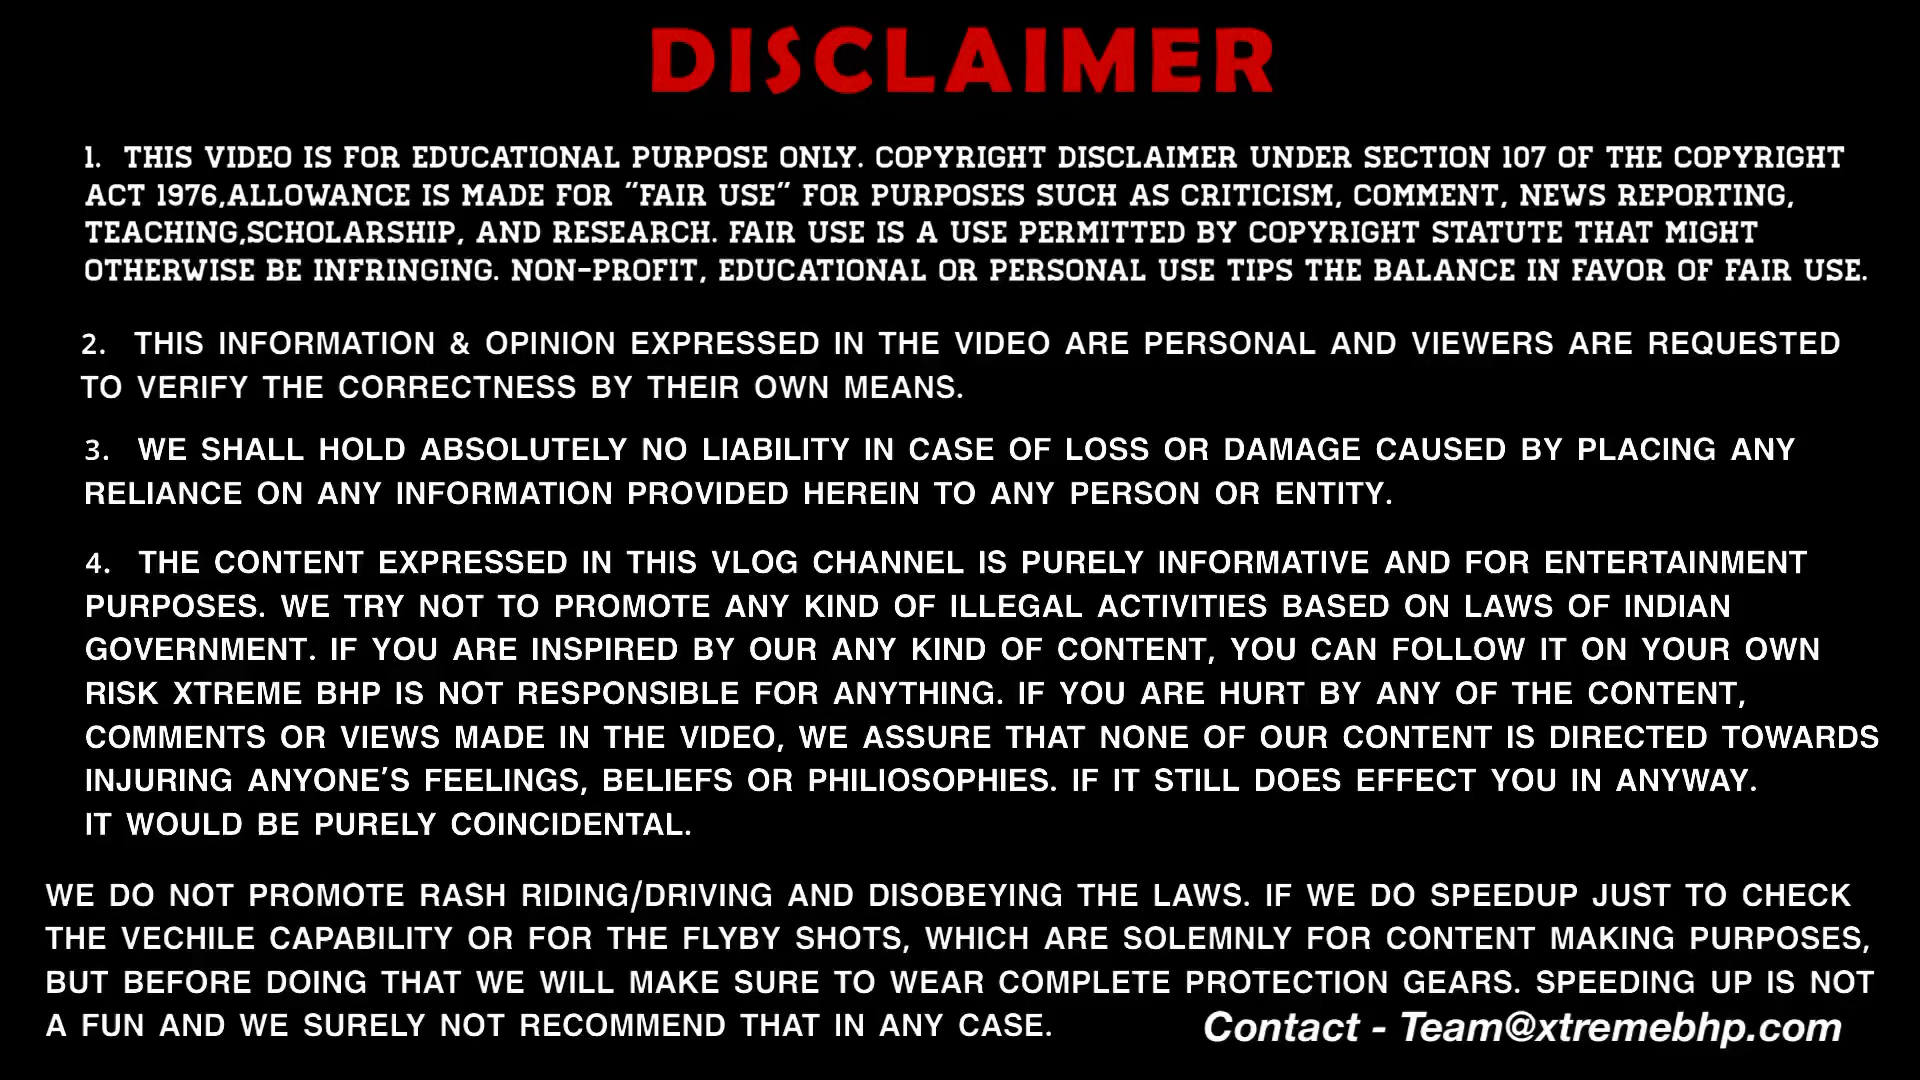 DISCLAIMER
1. THIS VIDEO IS FOR EDUCATIONAL PURPOSE ONLY. COPYRIGHT DISCLAIMER UNDER SECTION 107 OF THE COPYRIGHT
ACT 1976,ALLOWANCE IS MADE FOR "FAIR USE" FOR PURPOSES SUCH AS CRITICISM, COMMENT, NEWS REPORTING,
TEACHING,SCHOLARSHIP, AND RESEARCH. FAIR USE IS A USE PERMITTED BY COPYRIGHT STATUTE THAT MIGHT
OTHERWISE BE INFRINGING. NON-PROFIT, EDUCATIONAL OR PERSONAL USE TIPS THE BALANCE IN FAVOR OF FAIR USE.
2. THIS INFORMATION & OPINION EXPRESSED IN THE VIDEO ARE PERSONAL AND VIEWERS ARE REQUESTED
TO VERIFY THE CORRECTNESS BY THEIR OWN MEANS.
3. WE SHALL HOLD ABSOLUTELY NO LIABILITY IN CASE OF LOSS OR DAMAGE CAUSED BY PLACING ANY
RELIANCE ON ANY INFORMATION PROVIDED HEREIN TO ANY PERSON OR ENTITY.
4. THE CONTENT EXPRESSED IN THIS VLOG CHANNEL IS PURELY INFORMATIVE AND FOR ENTERTAINMENT
PURPOSES. WE TRY NOT TO PROMOTE ANY KIND OF ILLEGAL ACTIVITIES BASED ON LAWS OF INDIAN
GOVERNMENT. IF YOU ARE INSPIRED BY OUR ANY KIND OF CONTENT, YOU CAN FOLLOW IT ON YOUR OWN
RISK XTREME BHP IS NOT RESPONSIBLE FOR ANYTHING. IF YOU ARE HURT BY ANY OF THE CONTENT,
COMMENTS OR VIEWS MADE IN THE VIDEO, WE ASSURE THAT NONE OF OUR CONTENT IS DIRECTED TOWARDS
INJURING ANYONE'S FEELINGS, BELIEFS OR PHILIOSOPHIES. IF IT STILL DOES EFFECT YOU IN ANYWAY.
IT WOULD BE PURELY COINCIDENTAL.
WE DO NOT PROMOTE RASH RIDING/DRIVING AND DISOBEYING THE LAWS. IF WE DO SPEEDUP JUST TO CHECK
THE VECHILE CAPABILITY OR FOR THE FLYBY SHOTS, WHICH ARE SOLEMNLY FOR CONTENT MAKING PURPOSES,
BUT BEFORE DOING THAT WE WILL MAKE SURE TO WEAR COMPLETE PROTECTION GEARS. SPEEDING UP IS NOT
A FUN AND WE SURELY NOT RECOMMEND THAT IN ANY CASE.
Contact - Team@xtremebhp.com